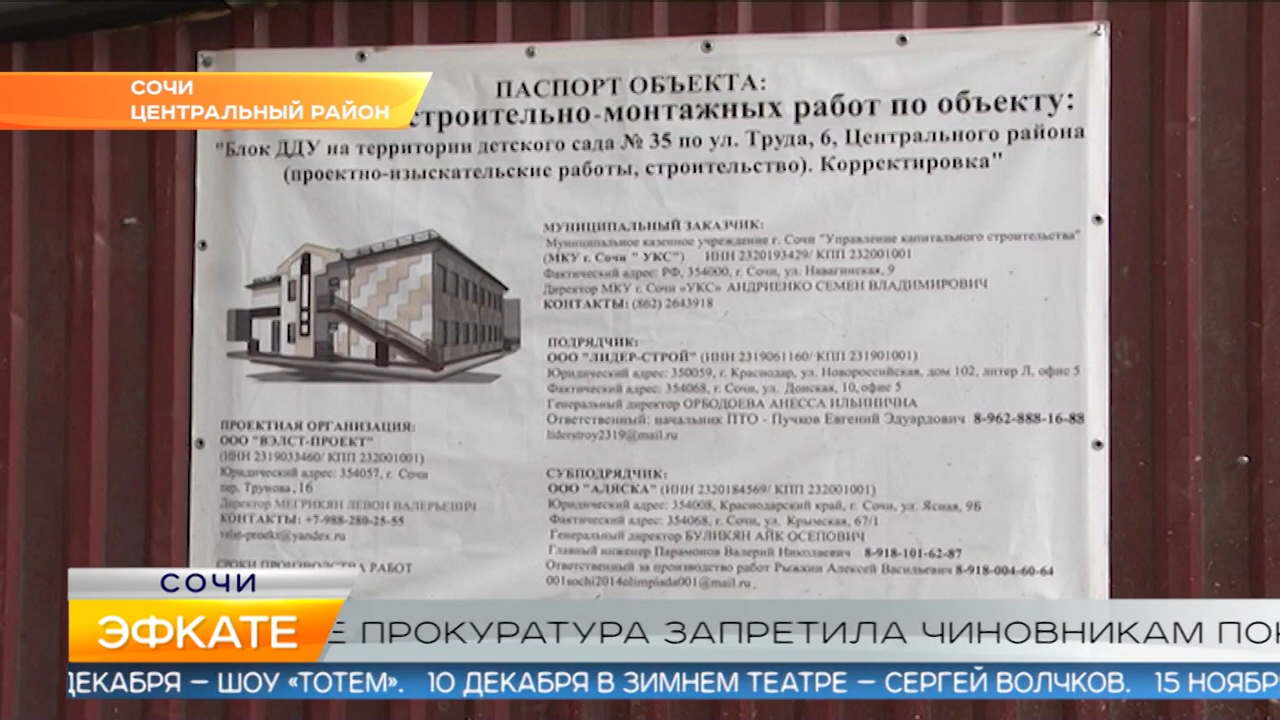 СОЧИ
ЦЕНТРАЛЬНЫЙ РАЙОН
ПАСПОРТ ОБЪЕКТА:
строительно-монтажных работ по объекту:
"Блок ДДУ на территории детского сада № 35 по ул. Труда, 6, Центрального района
(проектно-изыскательские работы, строительство). Корректировка"
МУНИЦИПАЛЬНЫЙ ЗАКАЗЧИК:
Муниципальное казенное учреждение г. Сочи "Управление капитального строительства"
(МКУ г. Сочи " УКС") ИНН 2320193429/ КПП 232001001
Фактический адрес: РФ, 354000, г. Сочи, ул. Навагинская, 9
Директор МКУ г. Сочи «УКС» АНДРИЕНКО СЕМЕН ВЛАДИМИРОВИЧ
КОНТАКТЫ: (862) 2643918
ПОДРЯДЧИК:
ООО "ЛИДЕР-СТРОЙ" (ИНН 2319061160/ КПП 231901001)
Юридический адрес: 350059, г. Краснодар, ул. Новороссийская, дом 102, литер Л, офис 5
Фактический адрес: 354068, г. Сочи, ул. Донская, 10, офис 5
Генеральный директор ОРБОДОЕВА АНЕССА ИЛЬИНИЧНА
Ответственный: начальник ПТО - Пучков Евгений Эдуардович 8-962-888-16-88
liderstroy2319@mail.ru
ПРОЕКТНАЯ ОРГАНИЗАЦИЯ:
ООО "ВЭЛСТ-ПРОЕКТ"
(ИНН 2319033460/ КПП 232001001)
Юридический адрес: 354057, г. Сочи
пер. Трунова, 16
Директор МЕГРИКЯН ЛЕВОН ВАЛЕРЬЕВИЧ
КОНТАКТЫ: +7-988-280-25-55
velst-proekt@yandex.ru
СРОКИ ПРОИЗВОДСТВА РАБОТ
СУБПОДРЯДЧИК:
ООО "АЛЯСКА" (ИНН 2320184569/ КПП 232001001)
Юридический адрес: 354008, Краснодарский край, г. Сочи, ул. Ясная, 9Б
Фактический адрес: 354068, г. Сочи, ул. Крымская, 67/1
Генеральный директор БУЛИКЯН АЙК ОСЕПОВИЧ
Главный инженер Парамонов Валерий Николаевич 8-918-101-62-87
Ответственный за производство работ Рыжкин Алексей Васильевич 8-918-004-60-64
001sochi2014olimpiada001@mail.ru
СОЧИ
ЭФКАТЕ
Е ПРОКУРАТУРА ЗАПРЕТИЛА ЧИНОВНИКАМ ПОК
ДЕКАБРЯ – ШОУ «ТОТЕМ». 10 ДЕКАБРЯ В ЗИМНЕМ ТЕАТРЕ – СЕРГЕЙ ВОЛЧКОВ. 15 НОЯБР